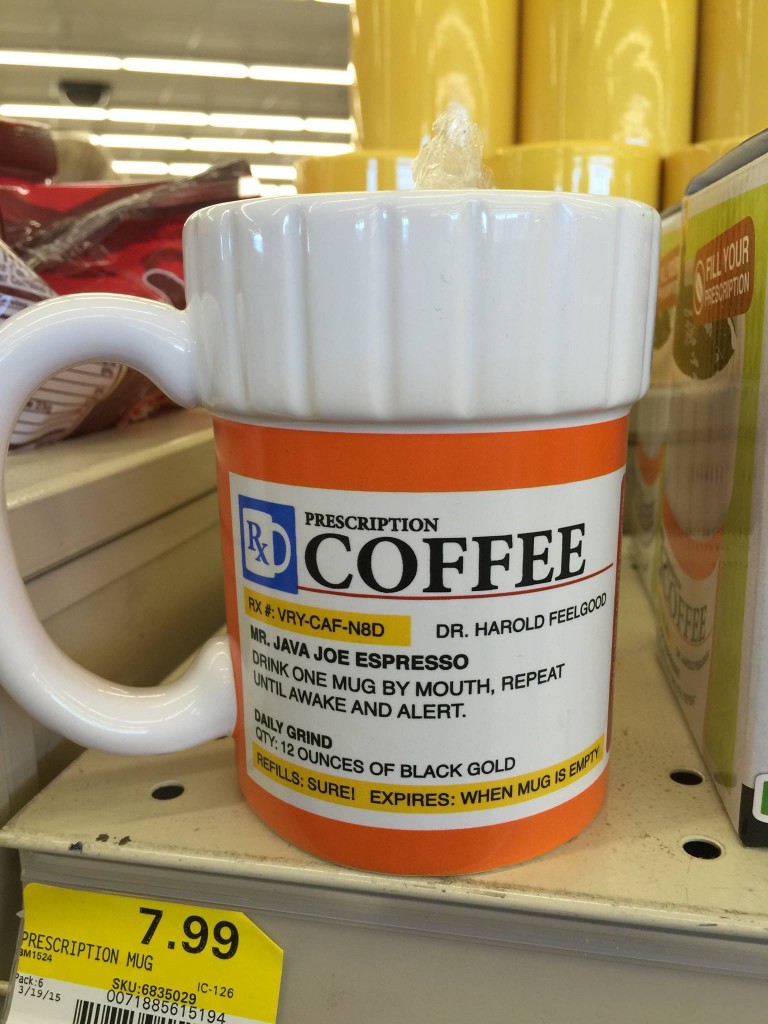 FILL YOUR
PRESCRIPTION
Rx
PRESCRIPTION
COFFEE
RX #: VRY-CAF-N8D
DR. HAROLD FEELGOOD
MR. JAVA JOE ESPRESSO
DRINK ONE MUG BY MOUTH, REPEAT
UNTIL AWAKE AND ALERT.
DAILY GRIND
QTY: 12 OUNCES OF BLACK GOLD
REFILLS: SURE! EXPIRES: WHEN MUG IS EMPTY.
COFFEE
7.99
PRESCRIPTION MUG
BM1524
SKU:6835029
IC-126
Pack:6
3/19/15
0071885615194